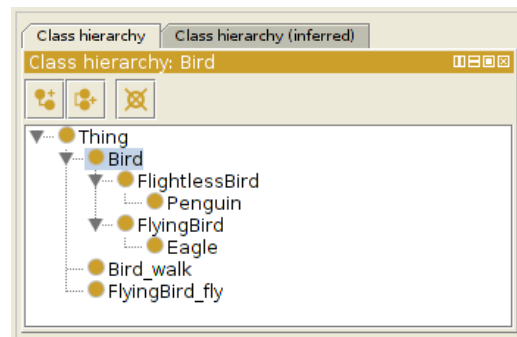 Class hierarchy
Class hierarchy (inferred)
Class hierarchy: Bird
Thing
Bird
FlightlessBird
Penguin
FlyingBird
Eagle
Bird_walk
FlyingBird_fly